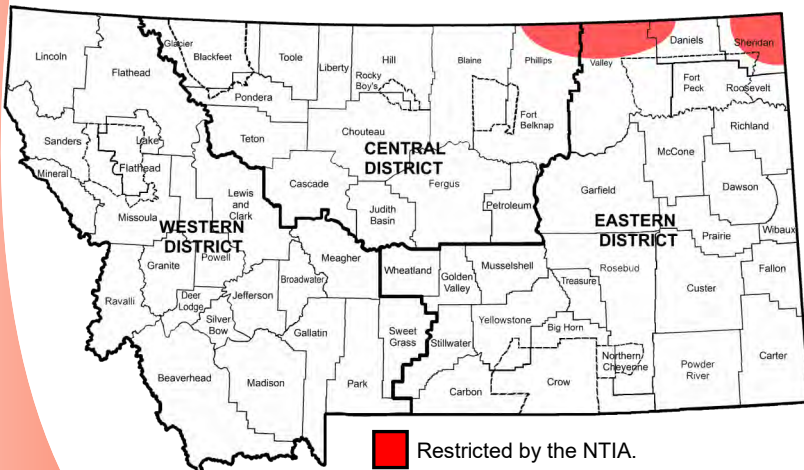 Lincoln
Flathead
Glacier
Blackfeet
Toole
Liberty
Hill
Rocky
Boy's
Blaine
Phillips
Valley
Daniels
Sheridan
Pondera
Fort
Belknap
Fort
Peck
Roosevelt
Sanders
Lake
Flathead
Teton
Chouteau
CENTRAL
DISTRICT
Richland
McCone
Mineral
Missoula
Lewis
and
Clark
Cascade
Fergus
Judith
Basin
Petroleum
Garfield
Dawson
WESTERN
DISTRICT
EASTERN
DISTRICT
Prairie
Wibaux
Granite
Powell
Meagher
Wheatland
Golden
Valley
Musselshell
Rosebud
Treasure
Custer
Fallon
Ravalli
Deer
Lodge
Silver
Bow
Jefferson
Broadwater
Gallatin
Sweet
Grass
Stillwater
Yellowstone
Big Horn
Northern
Cheyenne
Powder
River
Carter
Beaverhead
Madison
Park
Carbon
Crow
Restricted by the NTIA.